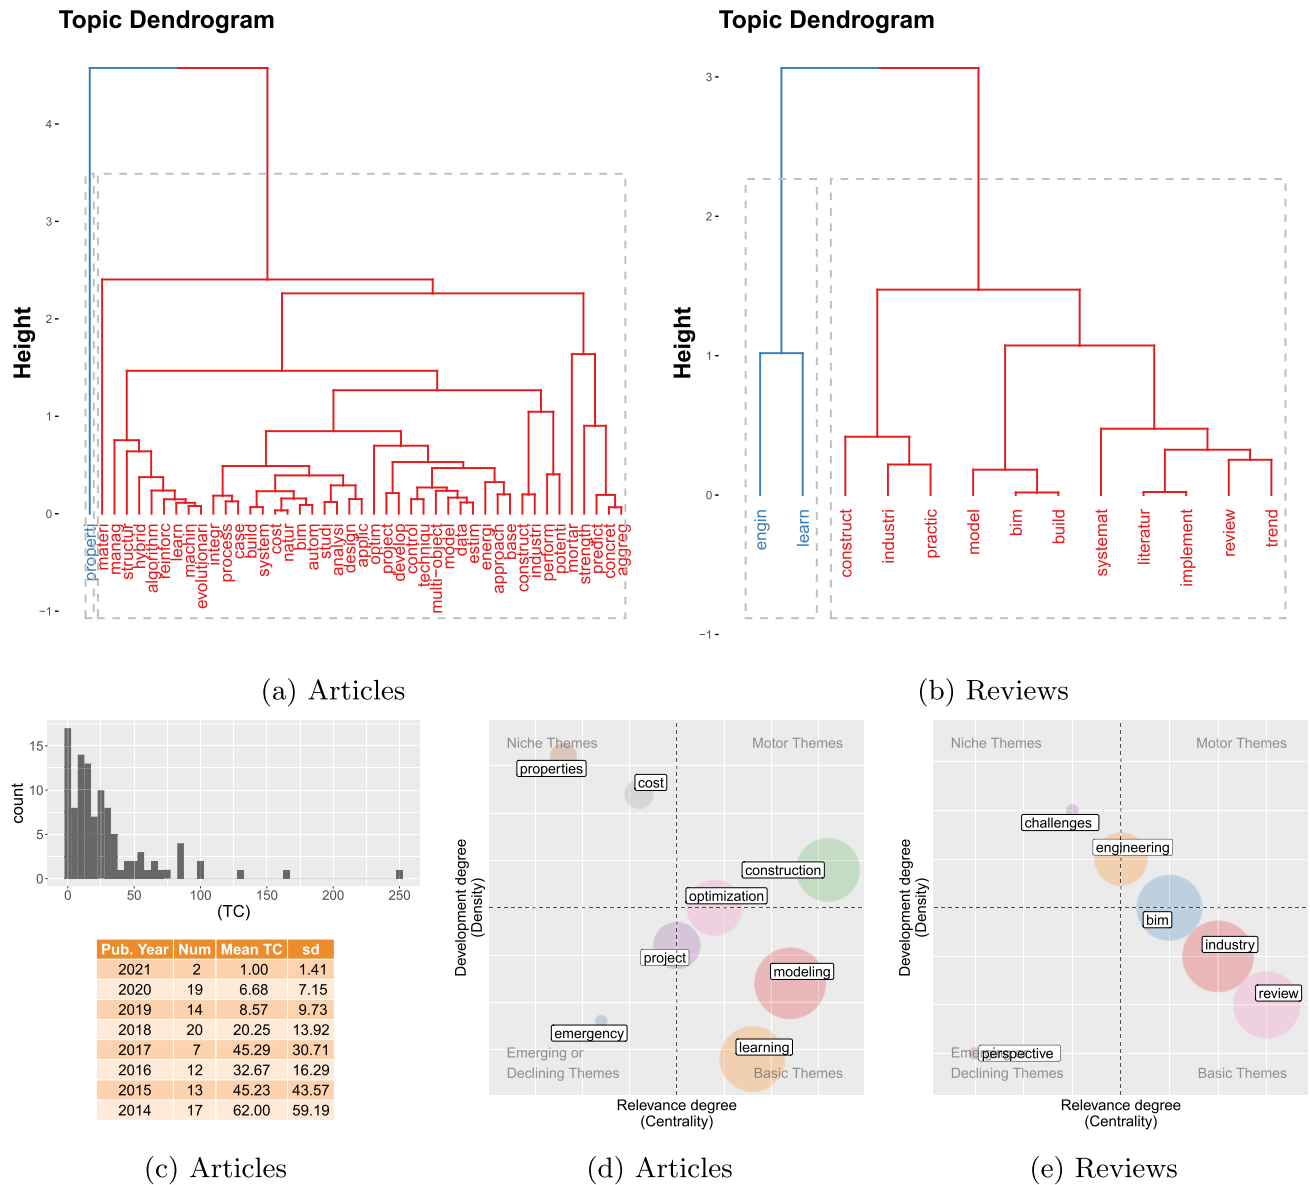 Topic Dendrogram
Height
4
3
2
1
0
−1
properti
materi
manag
structur
hybrid
algorithm
reinforc
learn
machin
evolutionari
integr
process
case
build
system
cost
natur
bim
autom
studi
analysi
design
applic
optim
project
develop
control
techniqu
multi−object
model
data
estim
energi
approach
base
construct
industri
perform
potenti
mortar
strength
predict
concret
aggreg
(a) Articles
Topic Dendrogram
Height
3
2
1
0
−1
engin
learn
construct
industri
practic
model
bim
build
systemat
literatur
implement
review
trend
(b) Reviews
count
15
10
5
0
0 50 100 150 200 250
(TC)
Pub. Year Num Mean TC sd
2021 2 1.00 1.41
2020 19 6.68 7.15
2019 14 8.57 9.73
2018 20 20.25 13.92
2017 7 45.29 30.71
2016 12 32.67 16.29
2015 13 45.23 43.57
2014 17 62.00 59.19
(c) Articles
Development degree
(Density)
Niche Themes Motor Themes
properties
cost
construction
optimization
project
modeling
emergency
learning
Emerging or
Declining Themes Basic Themes
Relevance degree
(Centrality)
(d) Articles
Development degree
(Density)
Niche Themes Motor Themes
challenges
engineering
bim
industry
review
perspective
Declining Themes Basic Themes
Relevance degree
(Centrality)
(e) Reviews